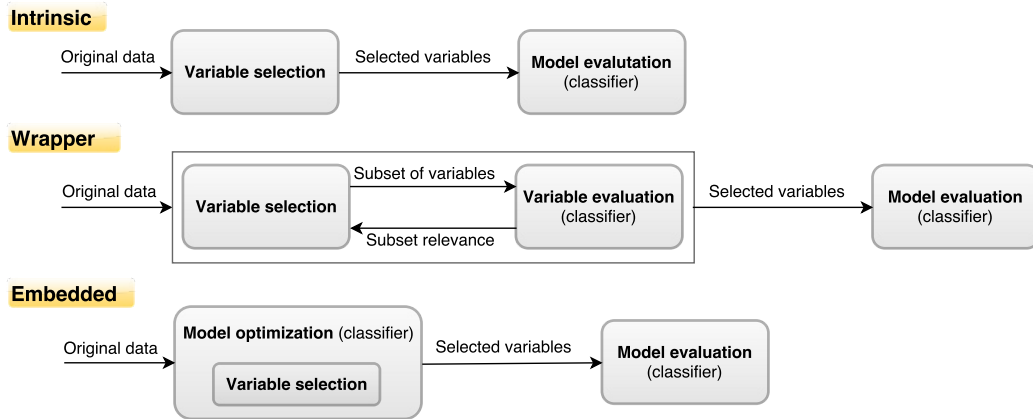 Intrinsic
Original data
Variable selection
Selected variables
Model evalutation
(classifier)
Wrapper
Original data
Variable selection
Subset of variables
Subset relevance
Variable evaluation
(classifier)
Selected variables
Model evaluation
(classifier)
Embedded
Original data
Model optimization (classifier)
Variable selection
Selected variables
Model evaluation
(classifier)